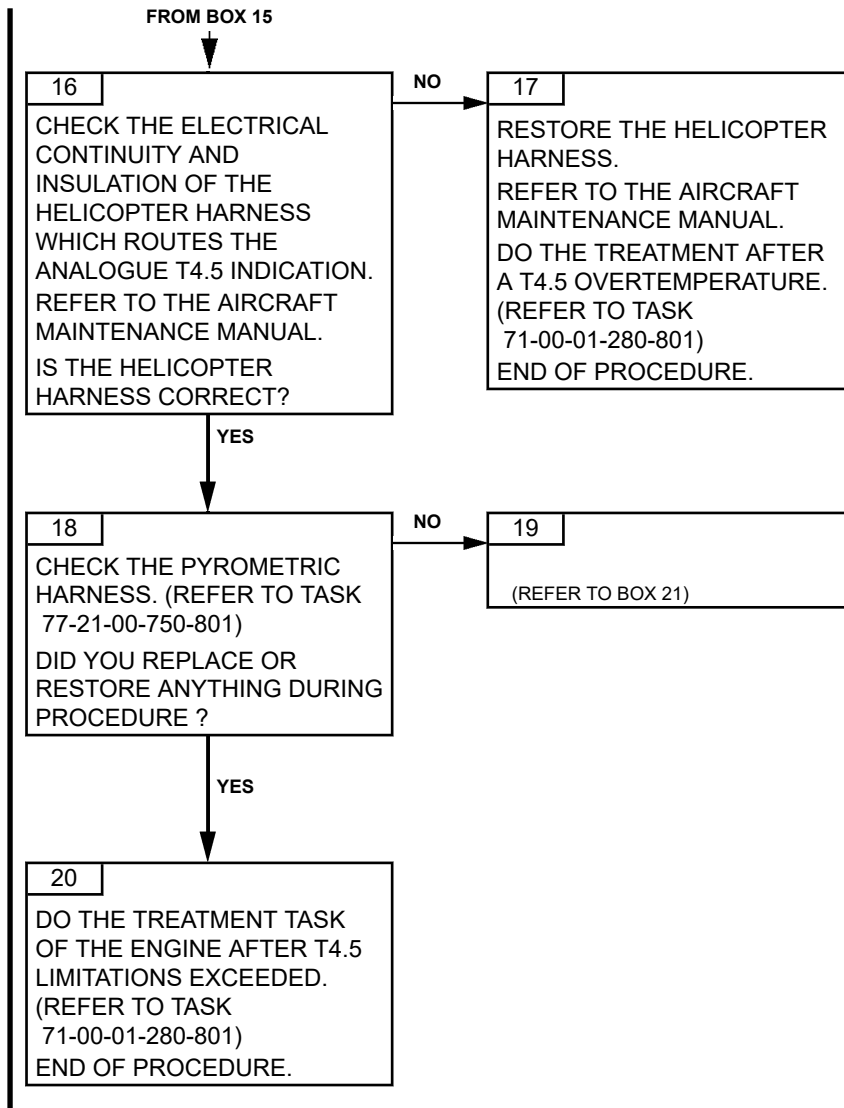 FROM BOX 15
16
CHECK THE ELECTRICAL
CONTINUITY AND
INSULATION OF THE
HELICOPTER HARNESS
WHICH ROUTES THE
ANALOGUE T4.5 INDICATION.
REFER TO THE AIRCRAFT
MAINTENANCE MANUAL.
IS THE HELICOPTER
HARNESS CORRECT?
NO
17
RESTORE THE HELICOPTER
HARNESS.
REFER TO THE AIRCRAFT
MAINTENANCE MANUAL.
DO THE TREATMENT AFTER
A T4.5 OVERTEMPERATURE.
(REFER TO TASK
71-00-01-280-801)
END OF PROCEDURE.
YES
18
CHECK THE PYROMETRIC
HARNESS. (REFER TO TASK
77-21-00-750-801)
DID YOU REPLACE OR
RESTORE ANYTHING DURING
PROCEDURE ?
NO
19
(REFER TO BOX 21)
YES
20
DO THE TREATMENT TASK
OF THE ENGINE AFTER T4.5
LIMITATIONS EXCEEDED.
(REFER TO TASK
71-00-01-280-801)
END OF PROCEDURE.